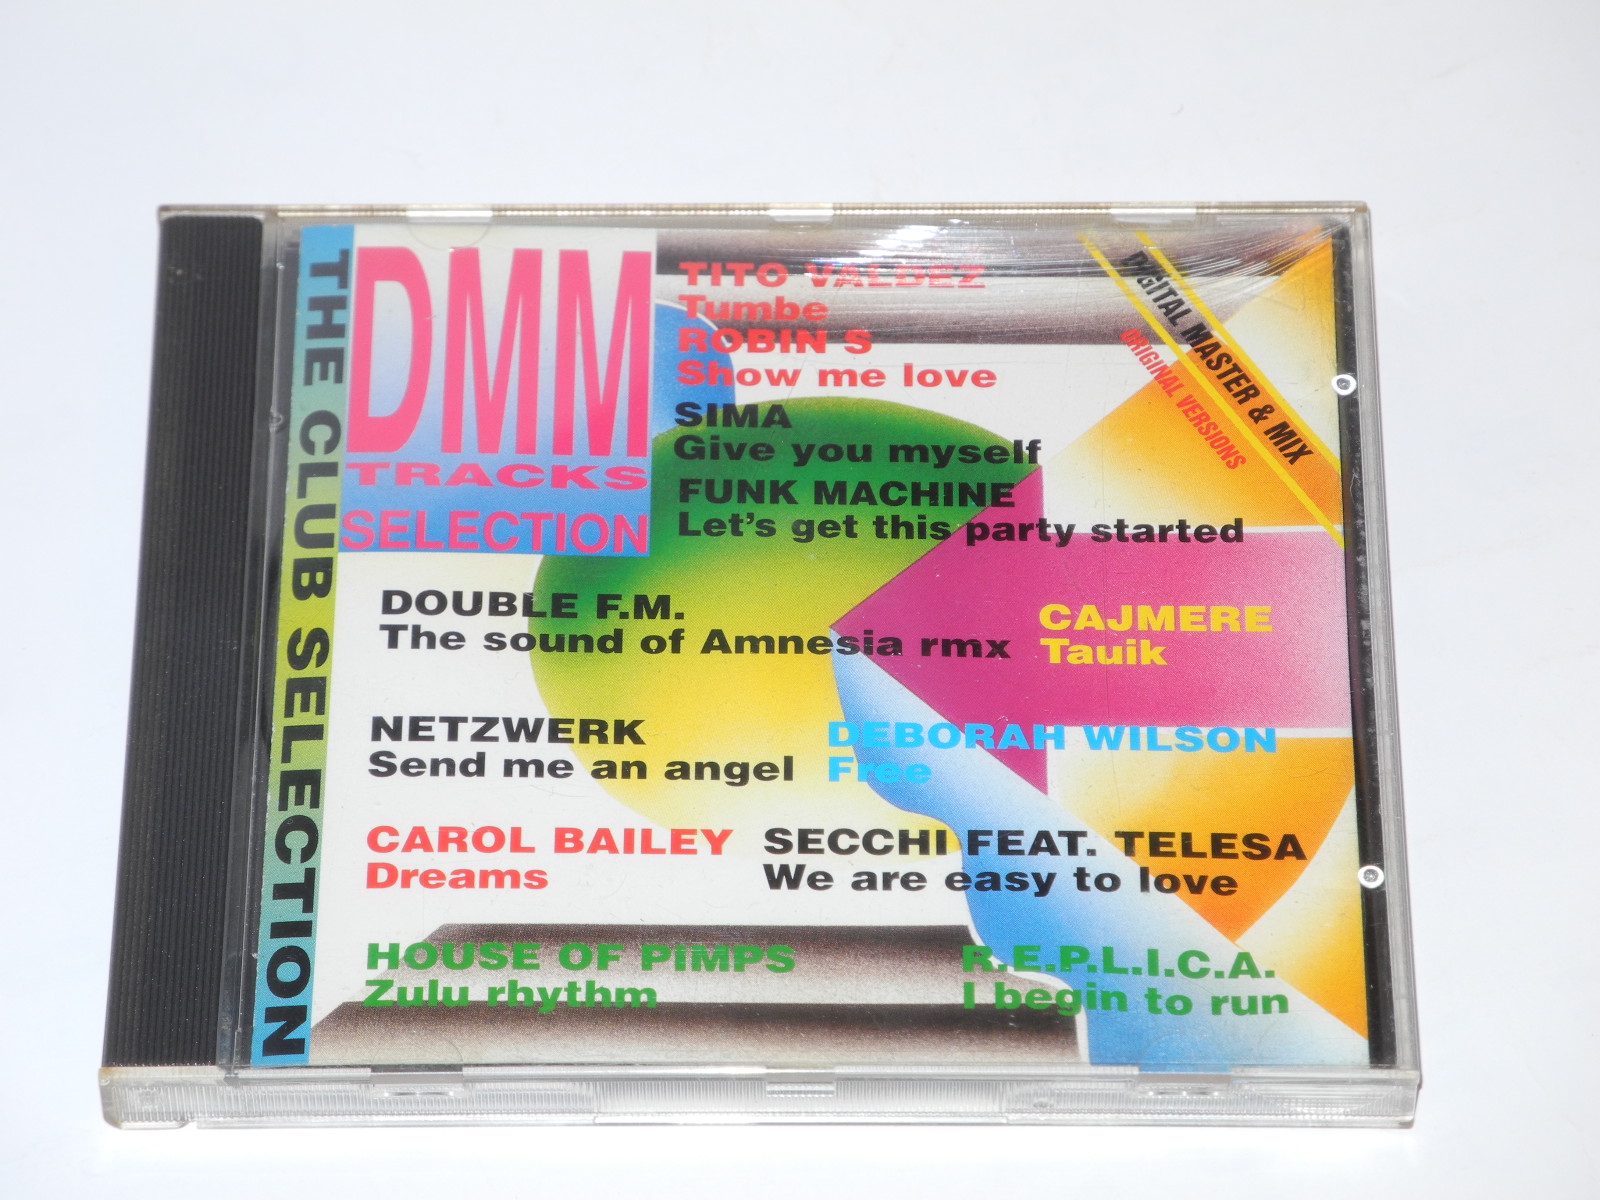 THE CLUB SELECTION
DMM
TRACKS
SELECTION
TITO VALDEZ
Tumbe
ROBIN S
Show me love
SIMA
Give you myself
FUNK MACHINE
Let's get this party started
DIGITAL MASTER & MIX
ORIGINAL VERSIONS
DOUBLE F.M.
The sound of Amnesia rmx
CAJMERE
Tauik
NETZWERK
Send me an angel
DEBORAH WILSON
Free
CAROL BAILEY
Dreams
SECCHI FEAT. TELESA
We are easy to love
HOUSE OF PIMPS
Zulu rhythm
R.E.P.L.I.C.A.
I begin to run